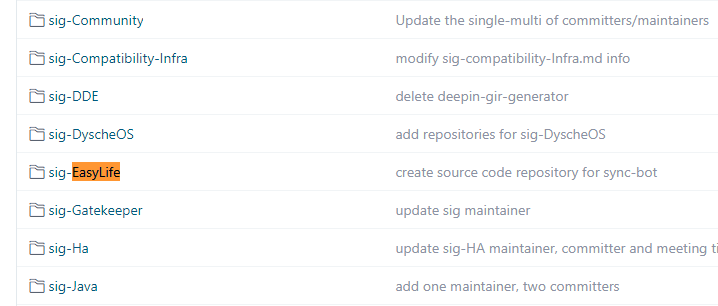 sig-Community Update the single-multi of committers/maintainers
sig-Compatibility-Infra modify sig-compatibility-Infra.md info
sig-DDE delete deepin-gir-generator
sig-DyscheOS add repositories for sig-DyscheOS
sig-EasyLife create source code repository for sync-bot
sig-Gatekeeper update sig maintainer
sig-Ha update sig-HA maintainer, committer and meeting
sig-Java add one maintainer, two committers